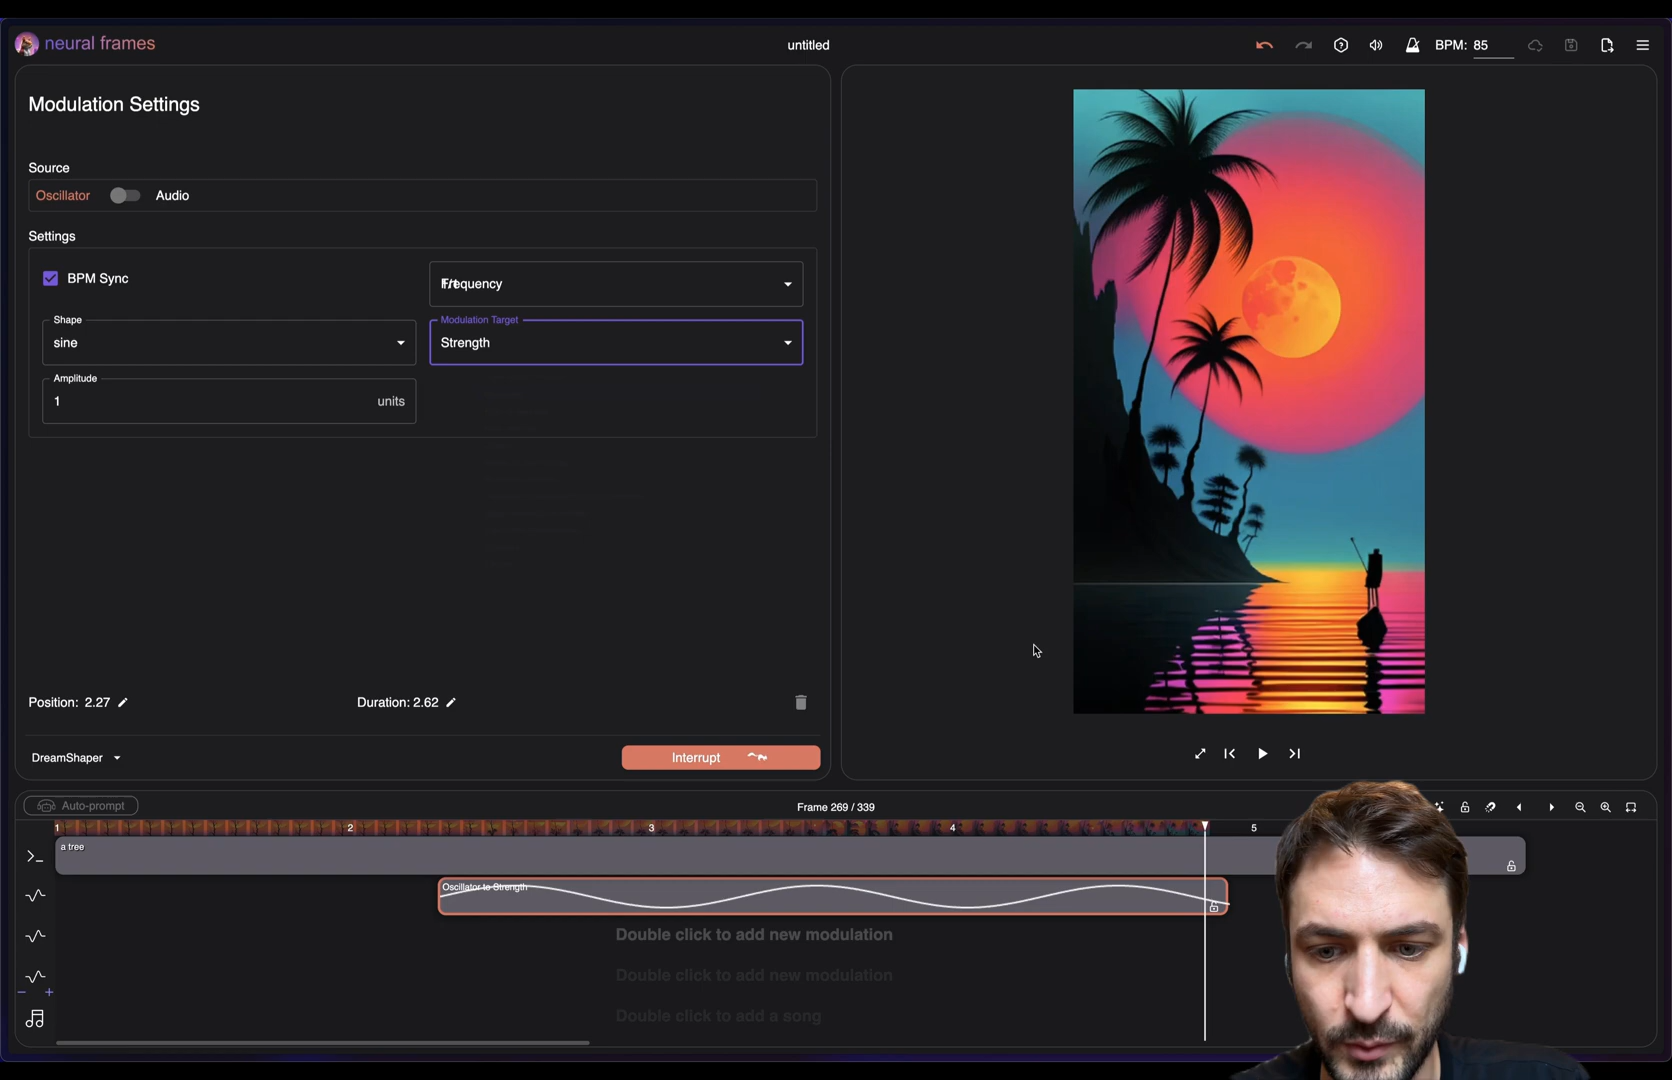 neural frames
untitled
BPM: 85
Modulation Settings
Source
Oscillator
Audio
Settings
BPM Sync
Frequency
Shape
sine
Modulation Target
Strength
Amplitude
1
units
Position: 2.27
Duration: 2.62
DreamShaper
Interrupt
Auto-prompt
Frame 269 / 339
1
2
3
4
5
a tree
Oscillator to Strength
Double click to add new modulation
Double click to add new modulation
Double click to add a song